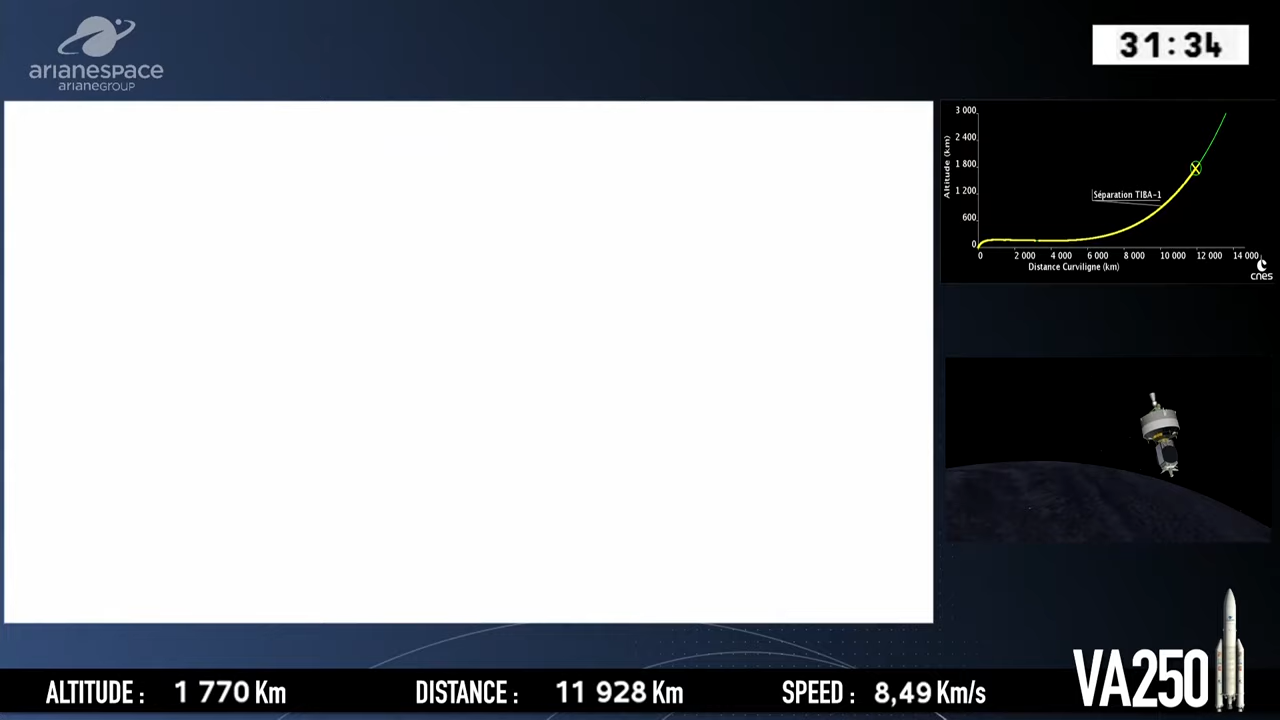 arianespace
arianeGROUP
31:34
3 000
2 400
1 800
1 200
600
0
Altitude (km)
Séparation TIBA-1
0 2 000 4 000 6 000 8 000 10 000 12 000 14 000
Distance Curviligne (km)
cnes
VA250
ALTITUDE : 1 770 Km DISTANCE : 11 928 Km SPEED : 8,49 Km/s